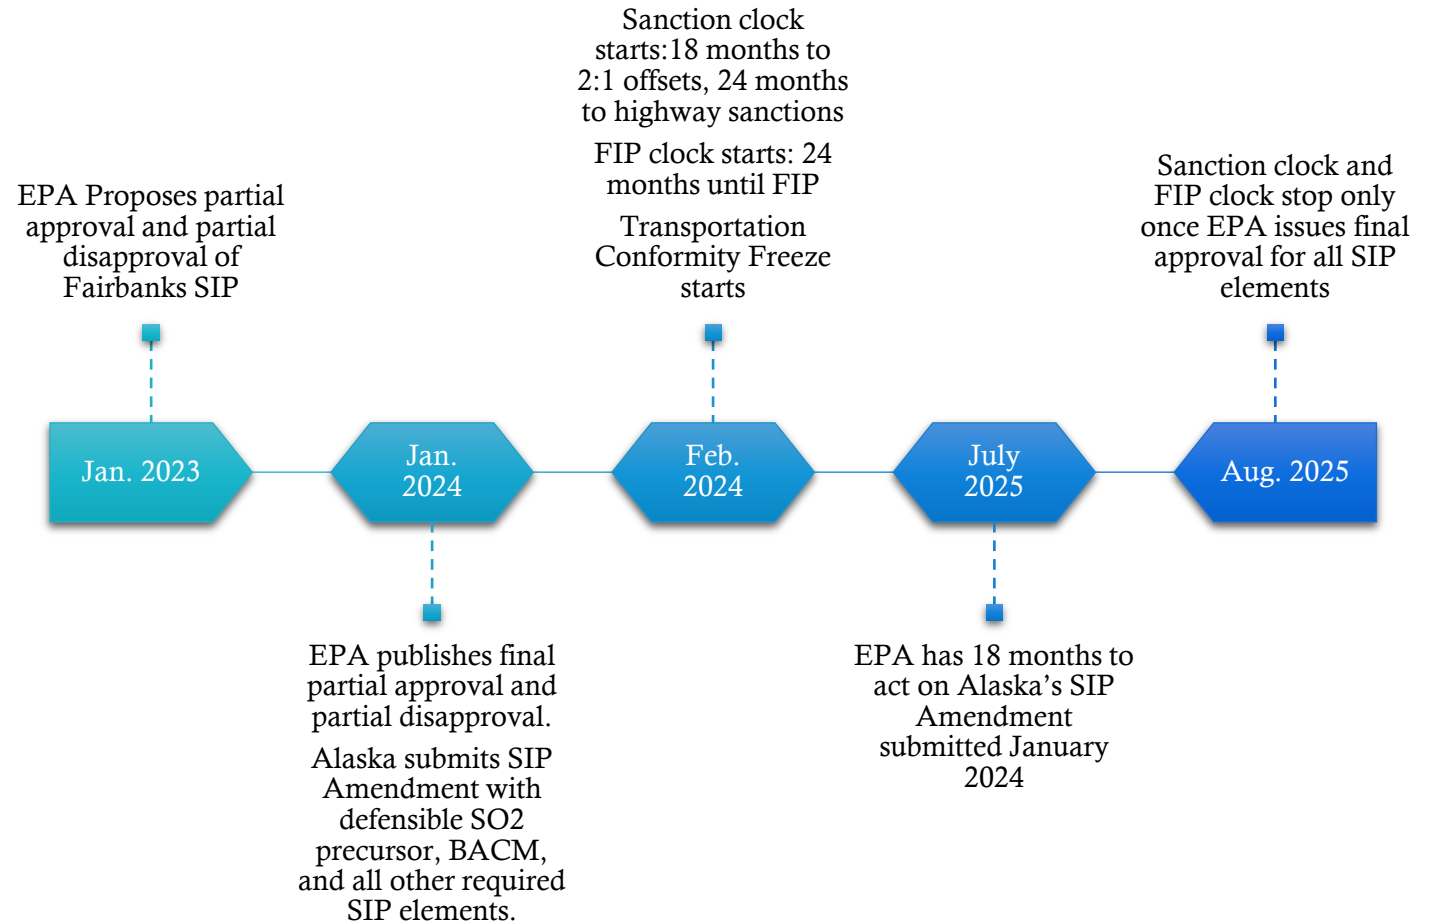 EPA Proposes partial
approval and partial
disapproval of
Fairbanks SIP
Jan. 2023
Jan.
2024
EPA publishes final
partial approval and
partial disapproval.
Alaska submits SIP
Amendment with
defensible SO2
precursor, BACM,
and all other required
SIP elements.
Sanction clock
starts:18 months to
2:1 offsets, 24 months
to highway sanctions
FIP clock starts: 24
months until FIP
Transportation
Conformity Freeze
starts
Feb.
2024
July
2025
EPA has 18 months to
act on Alaska’s SIP
Amendment
submitted January
2024
Sanction clock and
FIP clock stop only
once EPA issues final
approval for all SIP
elements
Aug. 2025